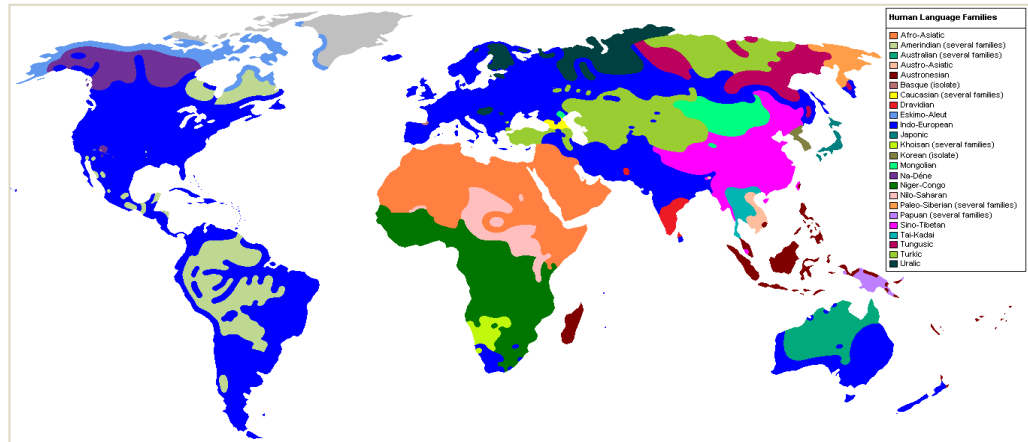 Human Language Families
Afro-Asiatic
Amerindian (several families)
Australian (several families)
Austro-Asiatic
Austronesian
Basque (isolate)
Caucasian (several families)
Dravidian
Eskimo-Aleut
Indo-European
Japonic
Khoisan (several families)
Korean (isolate)
Mongolian
Na-Déne
Niger-Congo
Nilo-Saharan
Paleo-Siberian (several families)
Papuan (several families)
Sino-Tibetan
Tai-Kadai
Tungusic
Turkic
Uralic